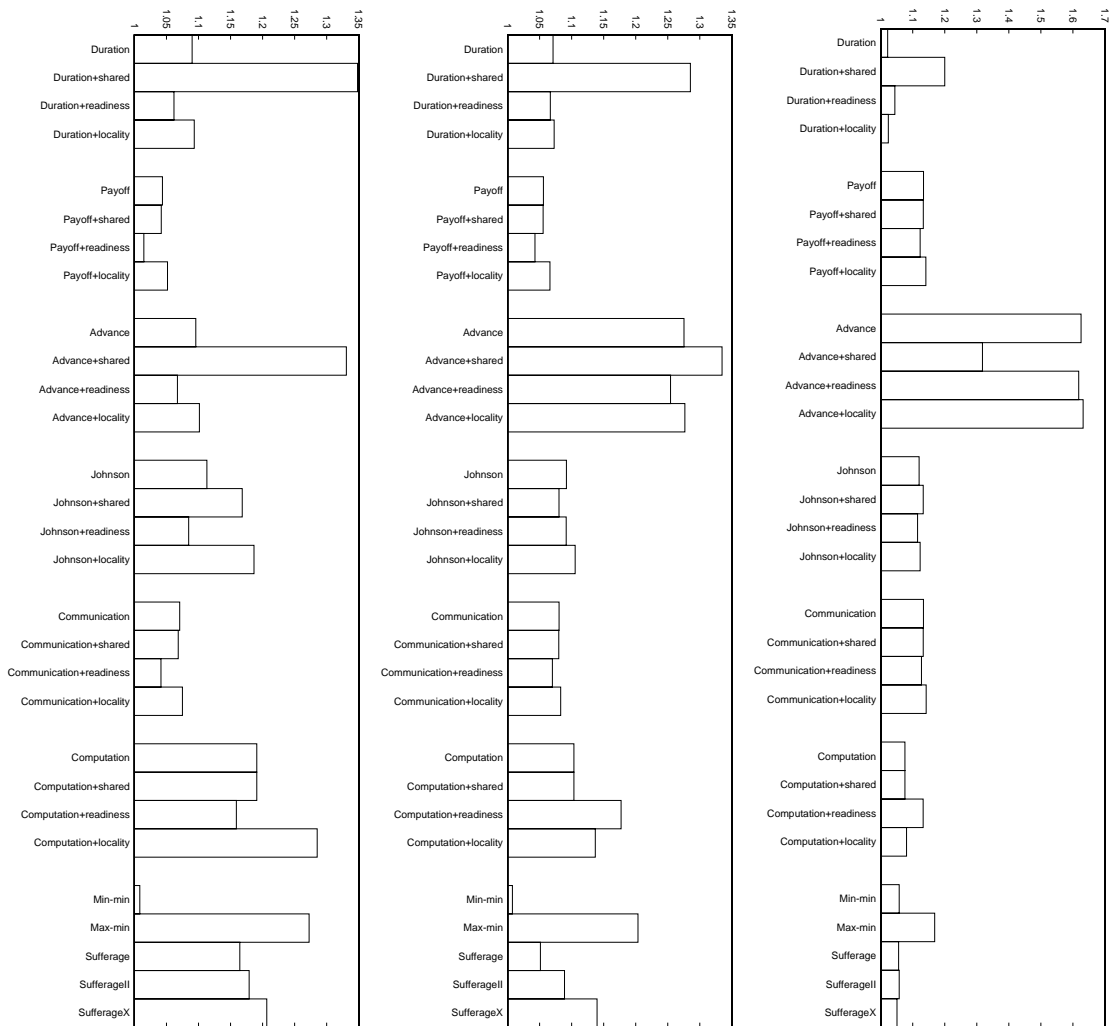 1 1.05 1.1 1.15 1.2 1.25 1.3 1.35
Duration
Duration+shared
Duration+readiness
Duration+locality
Payoff
Payoff+shared
Payoff+readiness
Payoff+locality
Advance
Advance+shared
Advance+readiness
Advance+locality
Johnson
Johnson+shared
Johnson+readiness
Johnson+locality
Communication
Communication+shared
Communication+readiness
Communication+locality
Computation
Computation+shared
Computation+readiness
Computation+locality
Min-min
Max-min
Sufferage
SufferageII
SufferageX
1 1.05 1.1 1.15 1.2 1.25 1.3 1.35
Duration
Duration+shared
Duration+readiness
Duration+locality
Payoff
Payoff+shared
Payoff+readiness
Payoff+locality
Advance
Advance+shared
Advance+readiness
Advance+locality
Johnson
Johnson+shared
Johnson+readiness
Johnson+locality
Communication
Communication+shared
Communication+readiness
Communication+locality
Computation
Computation+shared
Computation+readiness
Computation+locality
Min-min
Max-min
Sufferage
SufferageII
SufferageX
1 1.1 1.2 1.3 1.4 1.5 1.6 1.7
Duration
Duration+shared
Duration+readiness
Duration+locality
Payoff
Payoff+shared
Payoff+readiness
Payoff+locality
Advance
Advance+shared
Advance+readiness
Advance+locality
Johnson
Johnson+shared
Johnson+readiness
Johnson+locality
Communication
Communication+shared
Communication+readiness
Communication+locality
Computation
Computation+shared
Computation+readiness
Computation+locality
Min-min
Max-min
Sufferage
SufferageII
SufferageX